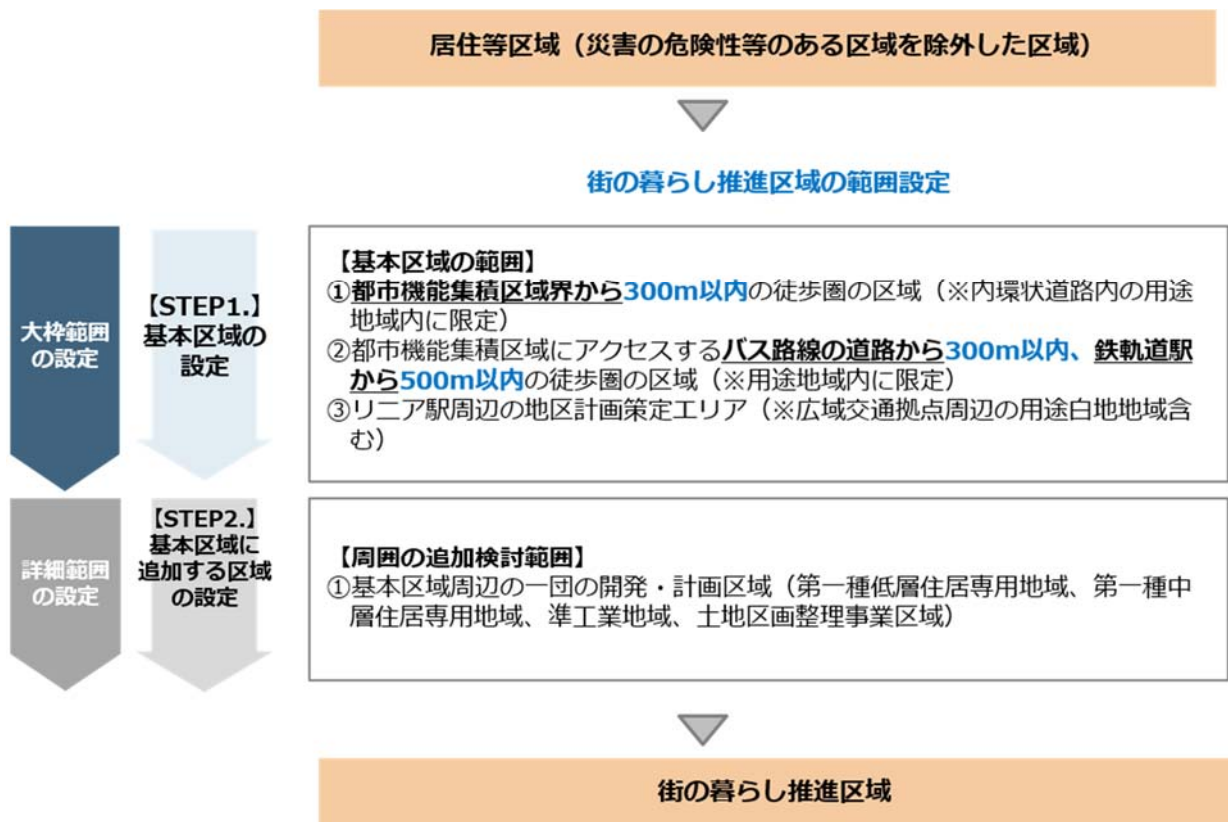 居住等区域（災害の危険性等のある区域を除外した区域）
街の暮らし推進区域の範囲設定
大枠範囲
の設定
【STEP1.】
基本区域の
設定
【基本区域の範囲】
①都市機能集積区域界から300m以内の徒歩圏の区域（※内環状道路内の用途
地域内に限定）
②都市機能集積区域にアクセスするバス路線の道路から300m以内、鉄軌道駅
から500m以内の徒歩圏の区域（※用途地域内に限定）
③リニア駅周辺の地区計画策定エリア（※広域交通拠点周辺の用途白地地域含
む）
詳細範囲
の設定
【STEP2.】
基本区域に
追加する区域
の設定
【周囲の追加検討範囲】
①基本区域周辺の一団の開発・計画区域（第一種低層住居専用地域、第一種中
層住居専用地域、準工業地域、土地区画整理事業区域）
街の暮らし推進区域